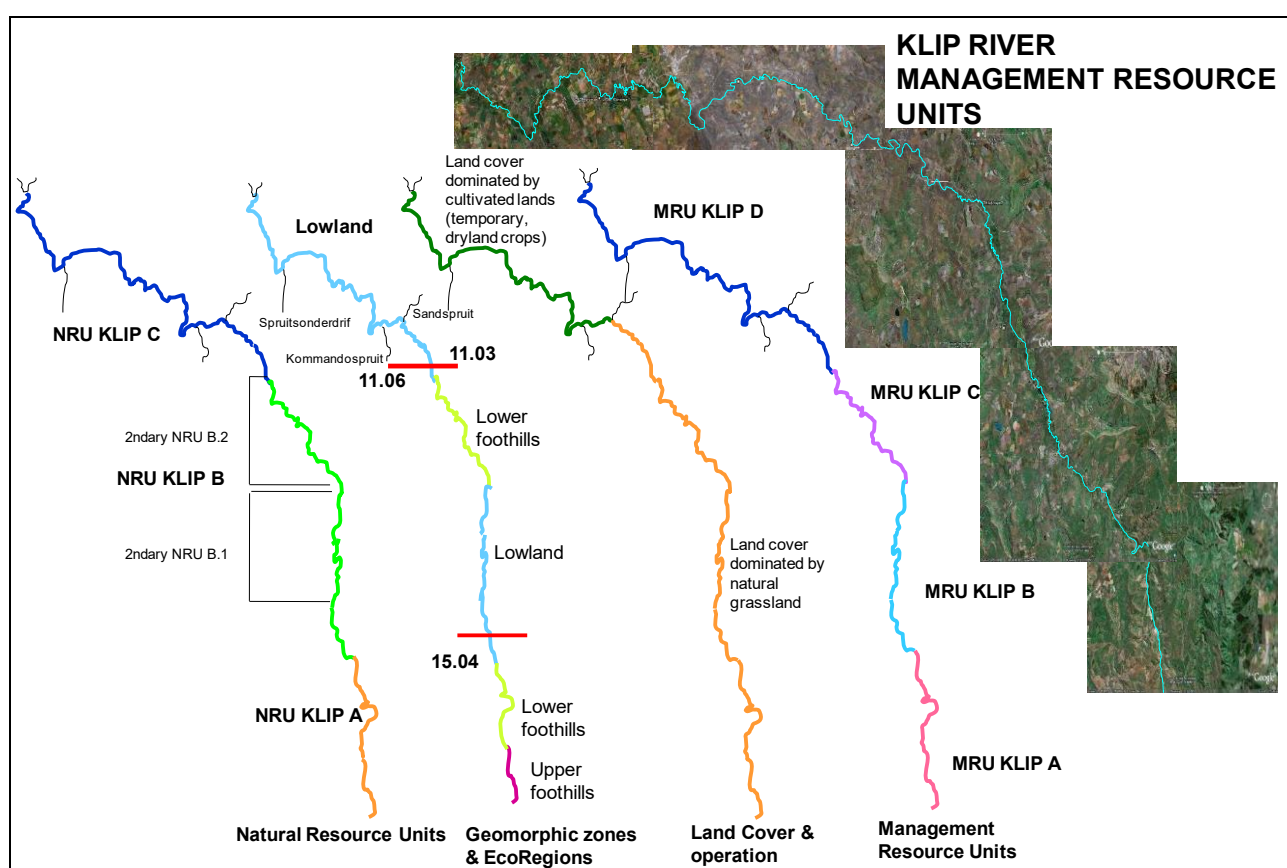 KLIP RIVER
MANAGEMENT RESOURCE
UNITS
Land cover
dominated by
cultivated lands
(temporary,
dryland crops)
MRU KLIP D
Lowland
NRU KLIP C
Spruitsonderdrif
Sandspruit
Kommandospruit
11.03
11.06
MRU KLIP C
Lower
foothills
2ndary NRU B.2
NRU KLIP B
2ndary NRU B.1
Lowland
Land cover
dominated by
natural
grassland
MRU KLIP B
15.04
NRU KLIP A
Lower
foothills
MRU KLIP A
Upper
foothills
Natural Resource Units
Geomorphic zones
& EcoRegions
Land Cover &
operation
Management
Resource Units
Google
Google